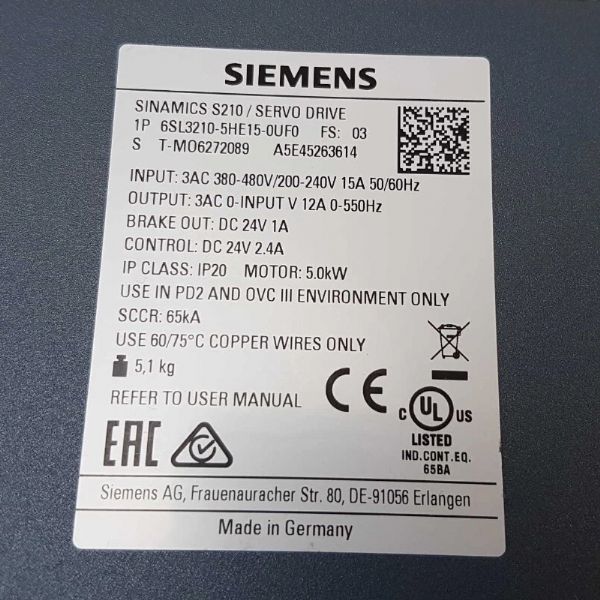 SIEMENS
SINAMICS S210 / SERVO DRIVE
1P 6SL3210-5HE15-0UF0 FS: 03
S T-MO6272089 A5E45263614
INPUT: 3AC 380-480V/200-240V 15A 50/60Hz
OUTPUT: 3AC 0-INPUT V 12A 0-550Hz
BRAKE OUT: DC 24V 1A
CONTROL: DC 24V 2.4A
IP CLASS: IP20 MOTOR: 5.0kW
USE IN PD2 AND OVC III ENVIRONMENT ONLY
SCCR: 65kA
USE 60/75°C COPPER WIRES ONLY
5,1 kg
REFER TO USER MANUAL
CE
C UL US
LISTED
IND.CONT.EQ.
65BA
EAC
Siemens AG, Frauenauracher Str. 80, DE-91056 Erlangen
Made in Germany